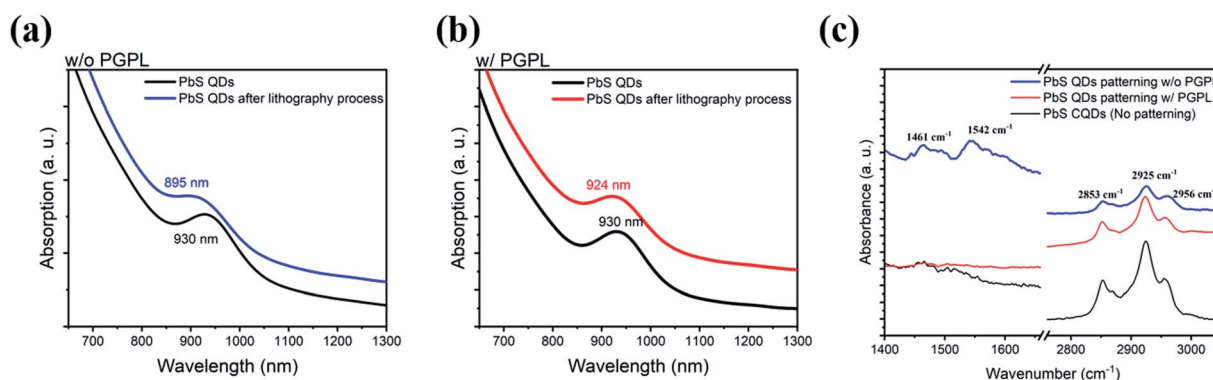 (a)
w/o PGPL
PbS QDs
PbS QDs after lithography process
895 nm
930 nm
Absorption (a. u.)
700 800 900 1000 1100 1200 1300
Wavelength (nm)
(b)
w/ PGPL
PbS QDs
PbS QDs after lithography process
924 nm
930 nm
Absorption (a. u.)
700 800 900 1000 1100 1200 1300
Wavelength (nm)
(c)
PbS QDs patterning w/o PGPL
PbS QDs patterning w/ PGPL
PbS CQDs (No patterning)
1461 cm⁻¹
1542 cm⁻¹
2925 cm⁻¹
2853 cm⁻¹
2956 cm⁻¹
Absorbance (a. u.)
1400 1500 1600 2800 2900 3000
Wavenumber (cm⁻¹)